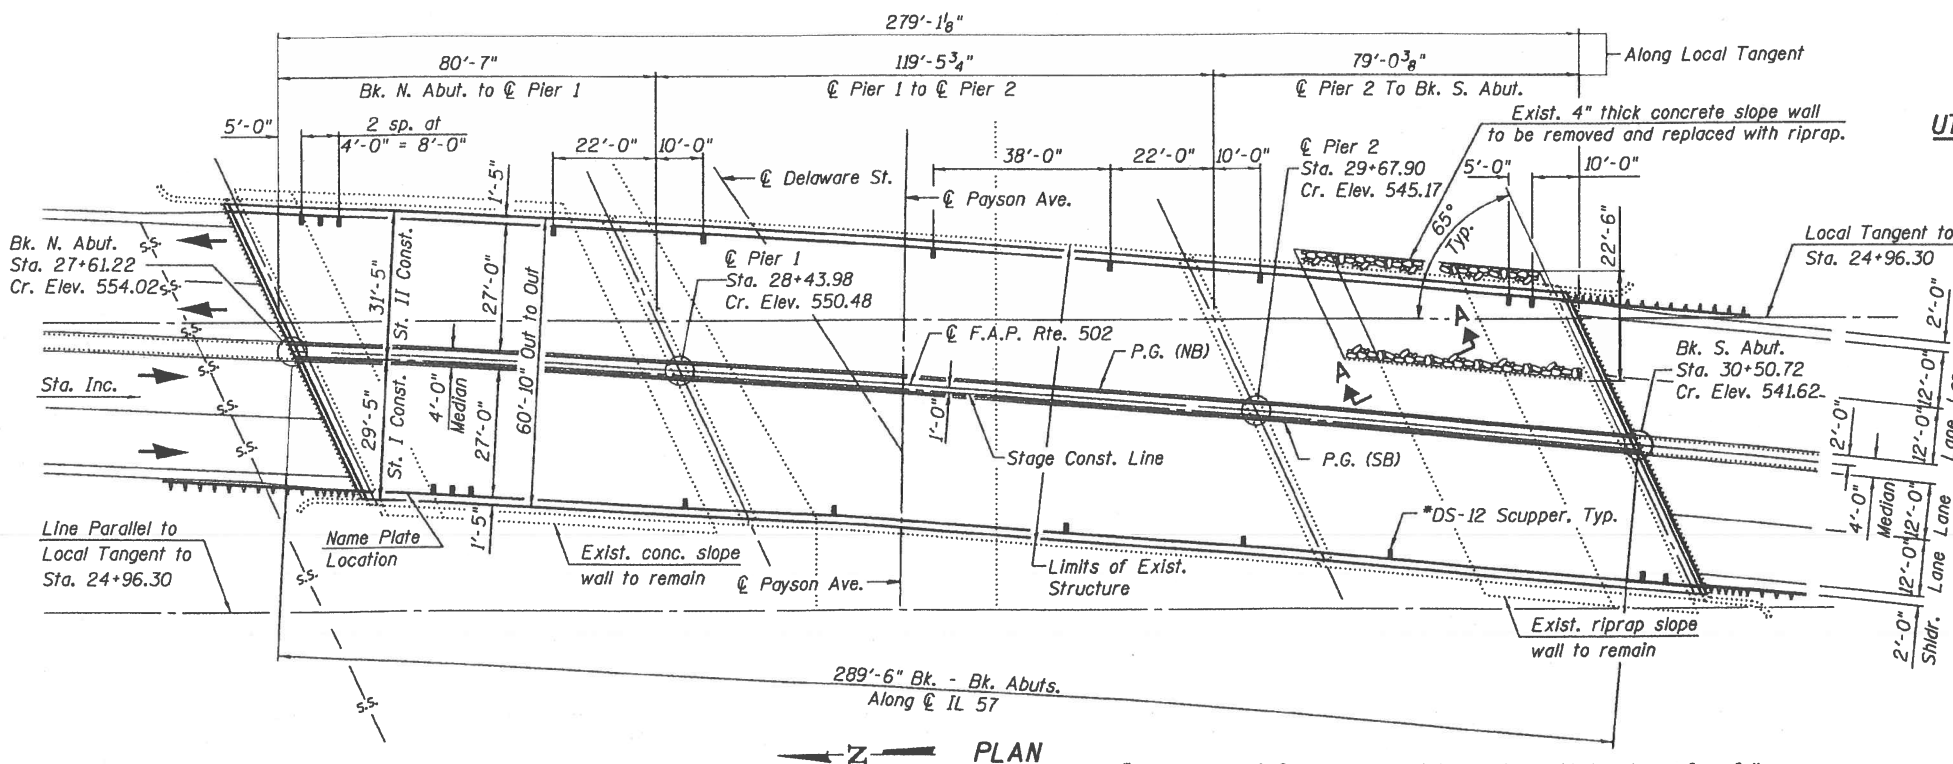 279'-1⅛"
Along Local Tangent
80'-7"
Bk. N. Abut. to ℄ Pier 1
119'-5¾"
℄ Pier 1 to ℄ Pier 2
79'-0⅜"
℄ Pier 2 To Bk. S. Abut.
Exist. 4" thick concrete slope wall
to be removed and replaced with riprap.
5'-0"
2 sp. at
4'-0" = 8'-0"
22'-0"
10'-0"
℄ Delaware St.
℄ Payson Ave.
38'-0"
22'-0"
10'-0"
℄ Pier 2
Sta. 29+67.90
Cr. Elev. 545.17
5'-0"
10'-0"
65°
Typ.
22'-6"
Local Tangent to
Sta. 24+96.30
1'-5"
Bk. N. Abut.
Sta. 27+61.22
Cr. Elev. 554.02
S.S.
S.S.
S.S.
S.S.
S.S.
S.S.
S.S.
S.S.
31'-5"
St. II Const.
27'-0"
60'-10" Out to Out
℄ Pier 1
Sta. 28+43.98
Cr. Elev. 550.48
℄ F.A.P. Rte. 502
P.G. (NB)
A
A
Bk. S. Abut.
Sta. 30+50.72
Cr. Elev. 541.62
Sta. Inc.
29'-5"
St. I Const.
4'-0"
Median
27'-0"
1'-0"
Stage Const. Line
P.G. (SB)
2'-0"
12'-0"
12'-0"
Lane
2'-0"
4'-0"
Median
12'-0"
12'-0"
Lane
Lane
2'-0"
Shldr.
*DS-12 Scupper, Typ.
Line Parallel to
Local Tangent to
Sta. 24+96.30
Name Plate
Location
1'-5"
Exist. conc. slope
wall to remain
℄ Payson Ave.
Limits of Exist.
Structure
Exist. riprap slope
wall to remain
289'-6" Bk. - Bk. Abuts.
Along ℄ IL 57
N
PLAN